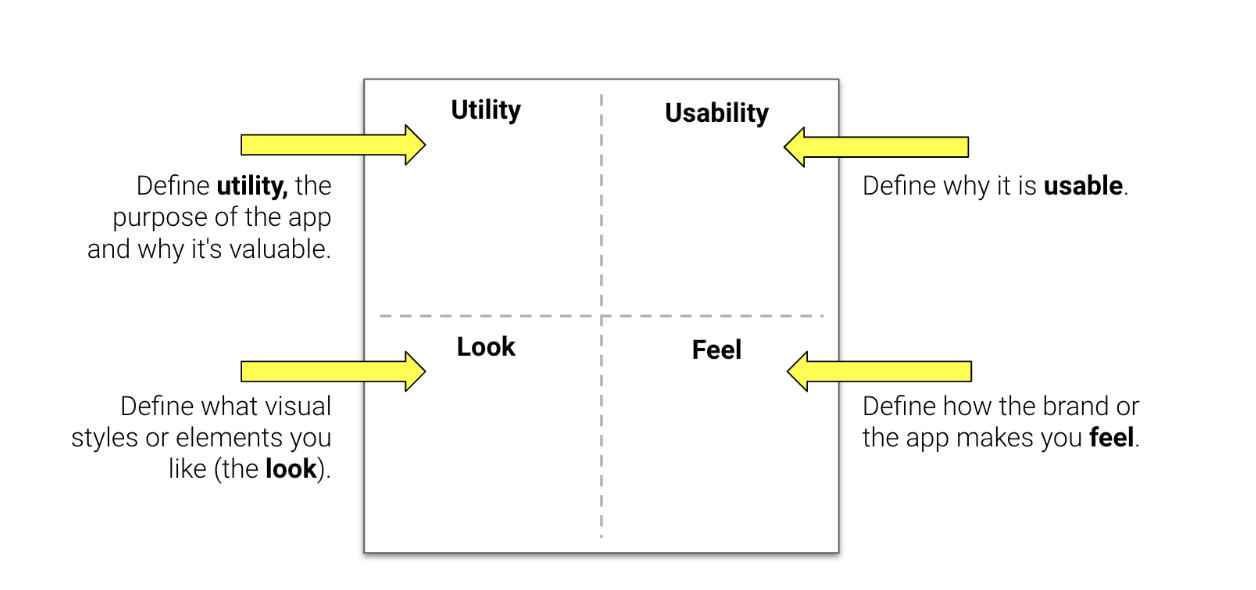 Utility
Usability
Define utility, the
purpose of the app
and why it's valuable.
Define why it is usable.
Look
Feel
Define what visual
styles or elements you
like (the look).
Define how the brand or
the app makes you feel.